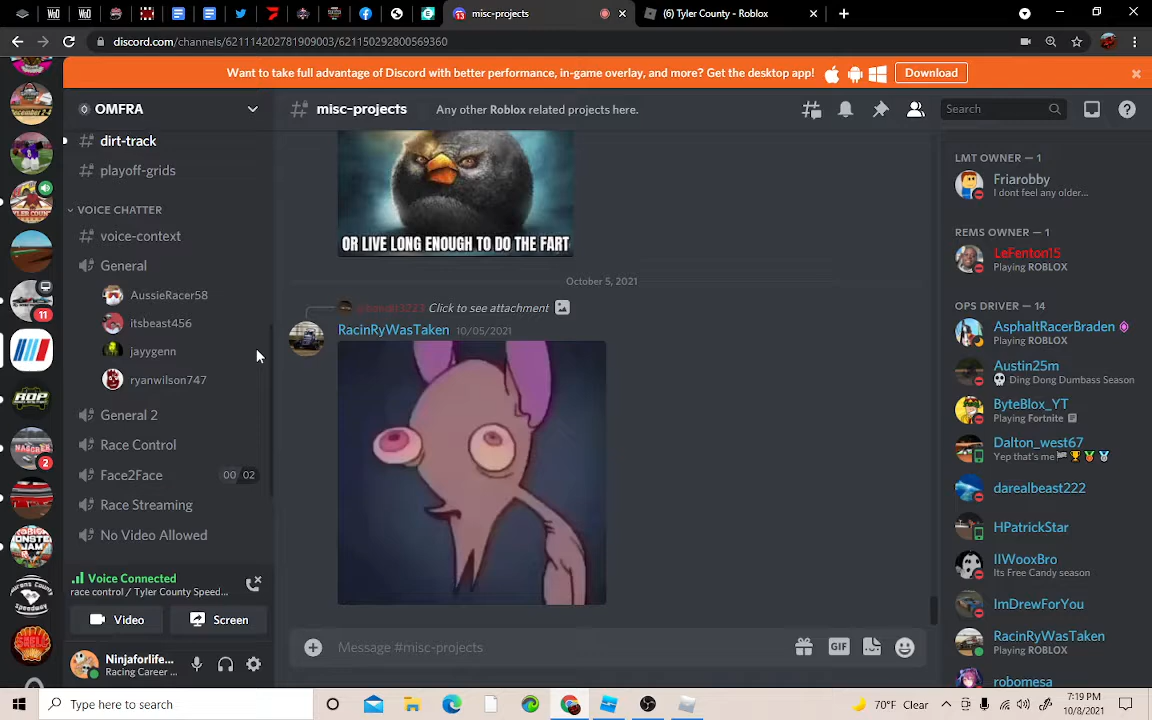 13 misc-projects
(6) Tyler County - Roblox
discord.com/channels/621114202781909003/621150292800569360
Want to take full advantage of Discord with better performance, in-game overlay, and more? Get the desktop app!
Download
OMFRA
misc-projects
Any other Roblox related projects here.
Search
dirt-track
playoff-grids
VOICE CHATTER
voice-context
General
AussieRacer58
itsbeast456
jayygenn
ryanwilson747
General 2
Race Control
Face2Face
00 02
Race Streaming
No Video Allowed
Voice Connected
race control / Tyler County Speed...
Video
Screen
Ninjaforlife...
Racing Career ...
11
2
OR LIVE LONG ENOUGH TO DO THE FART
October 5, 2021
@bandit3223 Click to see attachment
RacinRyWasTaken 10/05/2021
Message #misc-projects
GIF
LMT OWNER — 1
Friarobby
I dont feel any older...
REMS OWNER — 1
LeFenton15
Playing ROBLOX
OPS DRIVER — 14
AsphaltRacerBraden
Playing ROBLOX
Austin25m
Ding Dong Dumbass Season
ByteBlox_YT
Playing Fortnite
Dalton_west67
Yep that's me
darealbeast222
HPatrickStar
IIWooxBro
Its Free Candy season
ImDrewForYou
RacinRyWasTaken
Playing ROBLOX
robomesa
Type here to search
70°F Clear
7:19 PM
10/8/2021